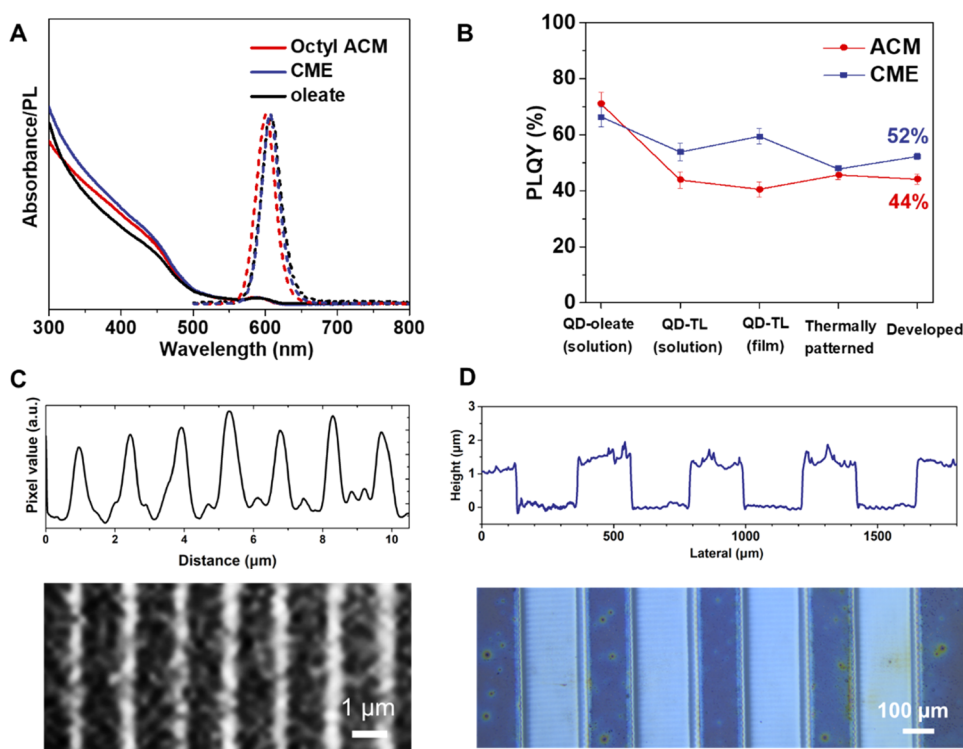 A
Octyl ACM
CME
oleate
Absorbance/PL
300 400 500 600 700 800
Wavelength (nm)
B
ACM
CME
PLQY (%)
100
80
60
40
20
0
52%
44%
QD-oleate
(solution)
QD-TL
(solution)
QD-TL
(film)
Thermally
patterned
Developed
C
Pixel value (a.u.)
0 2 4 6 8 10
Distance (µm)
1 µm
D
Height (µm)
3
2
1
0
0 500 1000 1500
Lateral (µm)
100 µm